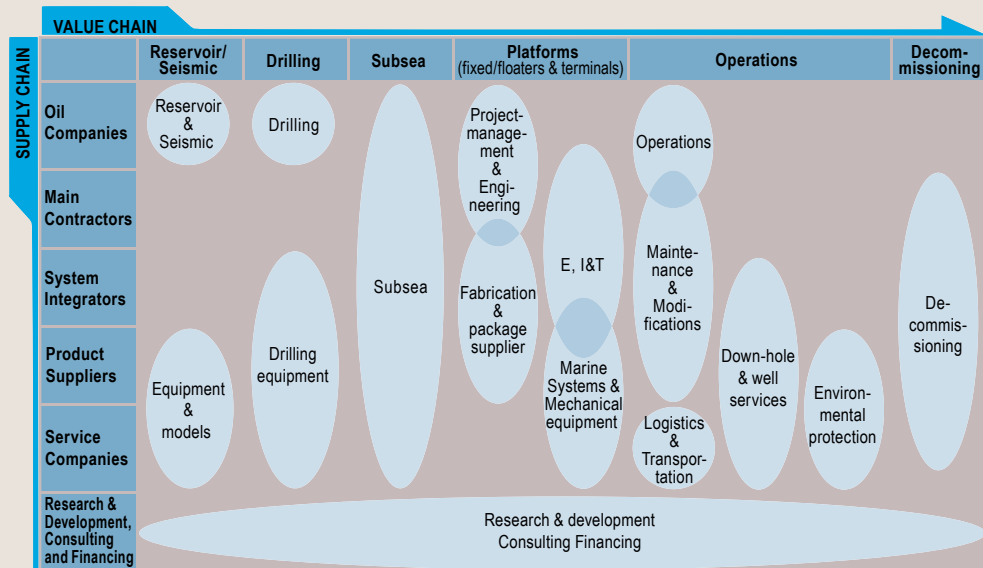 VALUE CHAIN
SUPPLY CHAIN
Reservoir/
Seismic
Drilling
Subsea
Platforms
(fixed/floaters & terminals)
Operations
Decom-
missioning
Oil
Companies
Main
Contractors
System
Integrators
Product
Suppliers
Service
Companies
Research &
Development,
Consulting
and Financing
Reservoir
&
Seismic
Equipment
&
models
Drilling
Drilling
equipment
Subsea
Project-
manage-
ment
&
Engi-
neering
Fabrication
&
package
supplier
E, I&T
Marine
Systems &
Mechanical
equipment
Operations
Mainte-
nance
&
Modi-
fications
Logistics
&
Transpor-
tation
Down-hole
& well
services
Environ-
mental
protection
De-
commis-
sioning
Research & development
Consulting Financing